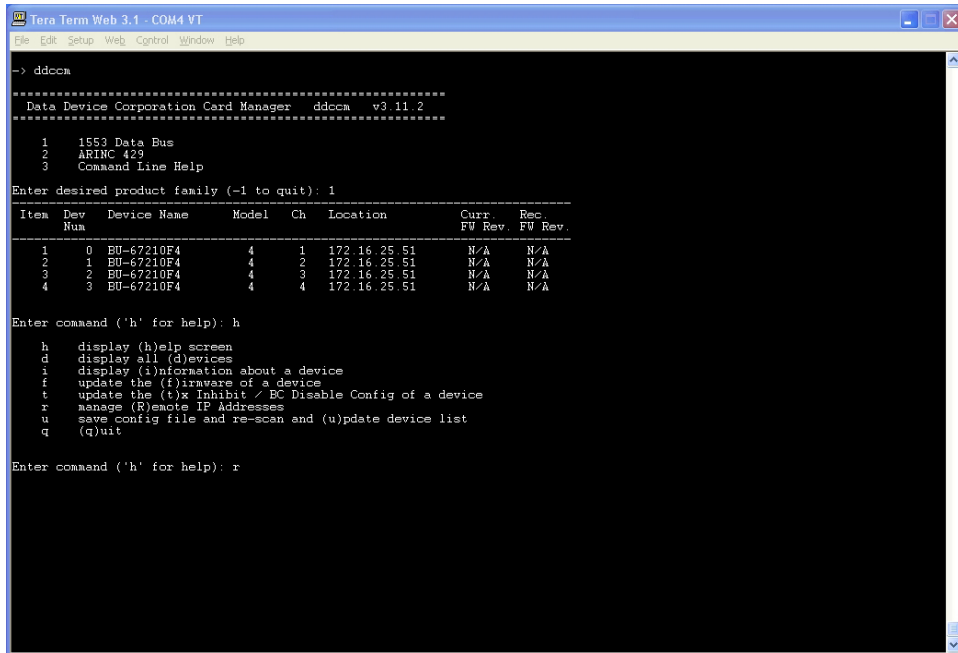 Tera Term Web 3.1 - COM4 VT
File Edit Setup Web Control Window Help
-> ddccm
===========================================================
Data Device Corporation Card Manager ddccm v3.11.2
===========================================================
1 1553 Data Bus
2 ARINC 429
3 Command Line Help
Enter desired product family (-1 to quit): 1
Item Dev Device Name Model Ch Location Curr. Rec.
Num FW Rev. FW Rev.
1 0 BU-67210F4 4 1 172.16.25.51 N/A N/A
2 1 BU-67210F4 4 2 172.16.25.51 N/A N/A
3 2 BU-67210F4 4 3 172.16.25.51 N/A N/A
4 3 BU-67210F4 4 4 172.16.25.51 N/A N/A
Enter command ('h' for help): h
h display (h)elp screen
d display all (d)evices
i display (i)nformation about a device
f update the (f)irmware of a device
t update the (t)x Inhibit / BC Disable Config of a device
r manage (R)emote IP Addresses
u save config file and re-scan and (u)pdate device list
q (q)uit
Enter command ('h' for help): r